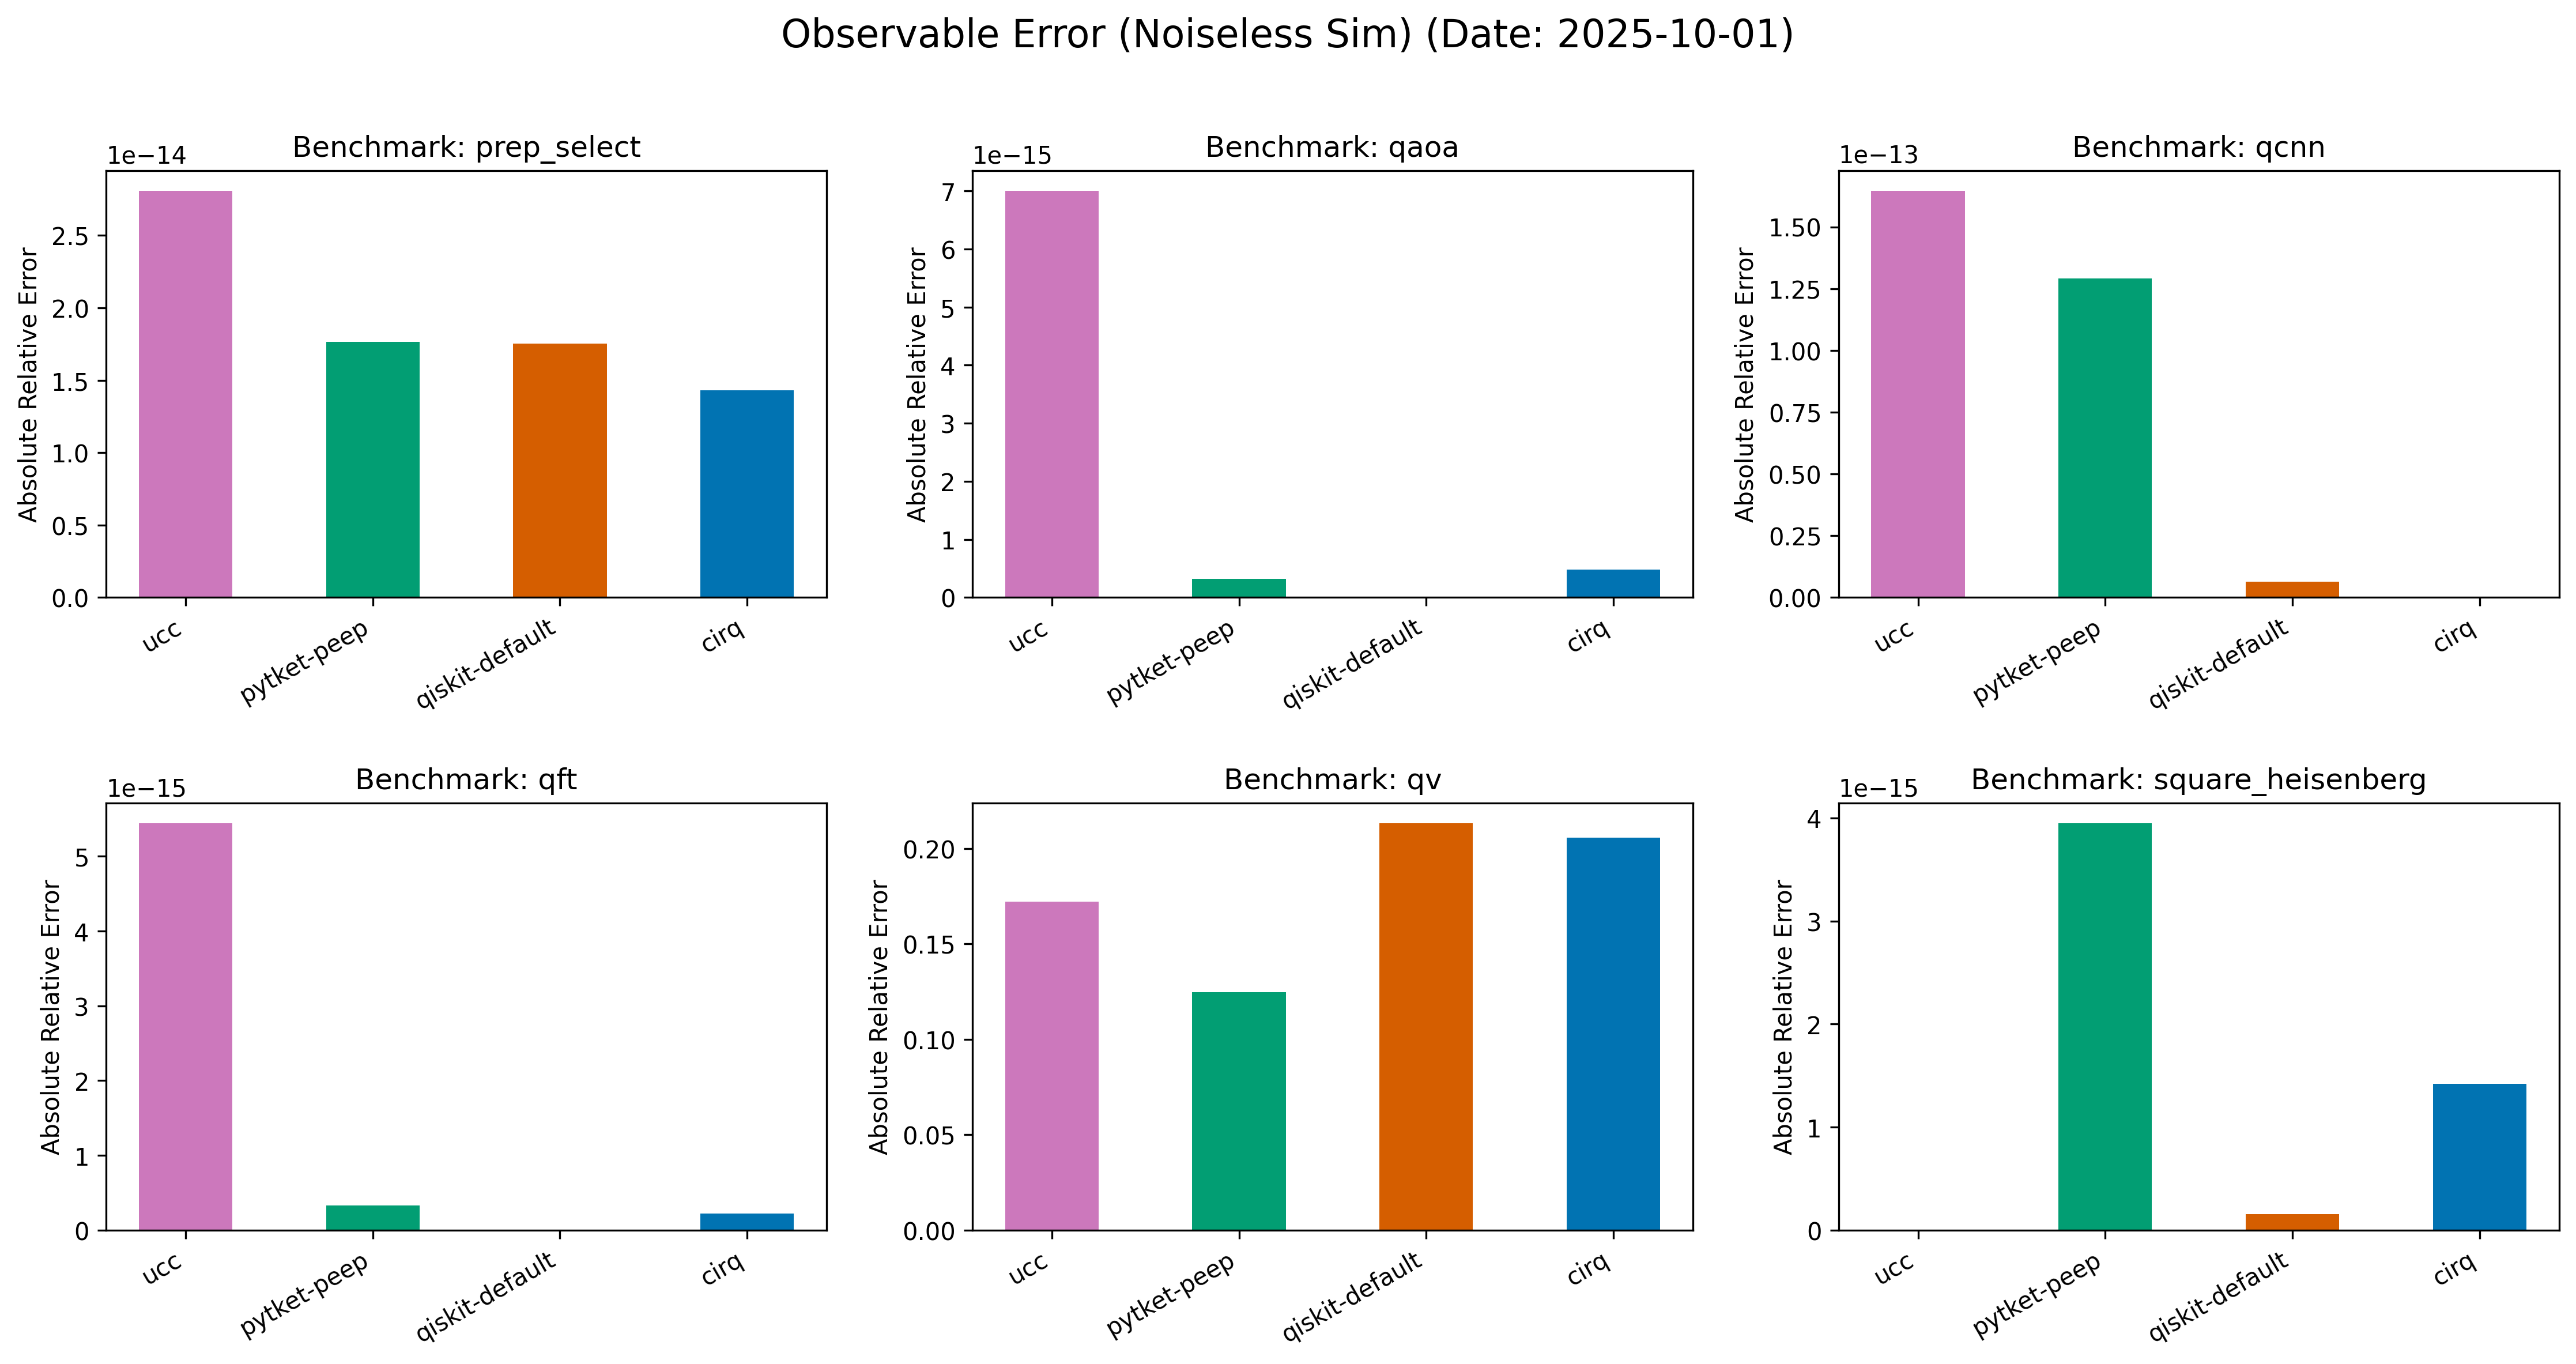 Observable Error (Noiseless Sim) (Date: 2025-10-01)
Benchmark: prep_select
1e−14
Absolute Relative Error
2.5
2.0
1.5
1.0
0.5
0.0
ucc
pytket-peep
qiskit-default
cirq
Benchmark: qaoa
1e−15
Absolute Relative Error
7
6
5
4
3
2
1
0
ucc
pytket-peep
qiskit-default
cirq
Benchmark: qcnn
1e−13
Absolute Relative Error
1.50
1.25
1.00
0.75
0.50
0.25
0.00
ucc
pytket-peep
qiskit-default
cirq
Benchmark: qft
1e−15
Absolute Relative Error
5
4
3
2
1
0
ucc
pytket-peep
qiskit-default
cirq
Benchmark: qv
Absolute Relative Error
0.20
0.15
0.10
0.05
0.00
ucc
pytket-peep
qiskit-default
cirq
Benchmark: square_heisenberg
1e−15
Absolute Relative Error
4
3
2
1
0
ucc
pytket-peep
qiskit-default
cirq